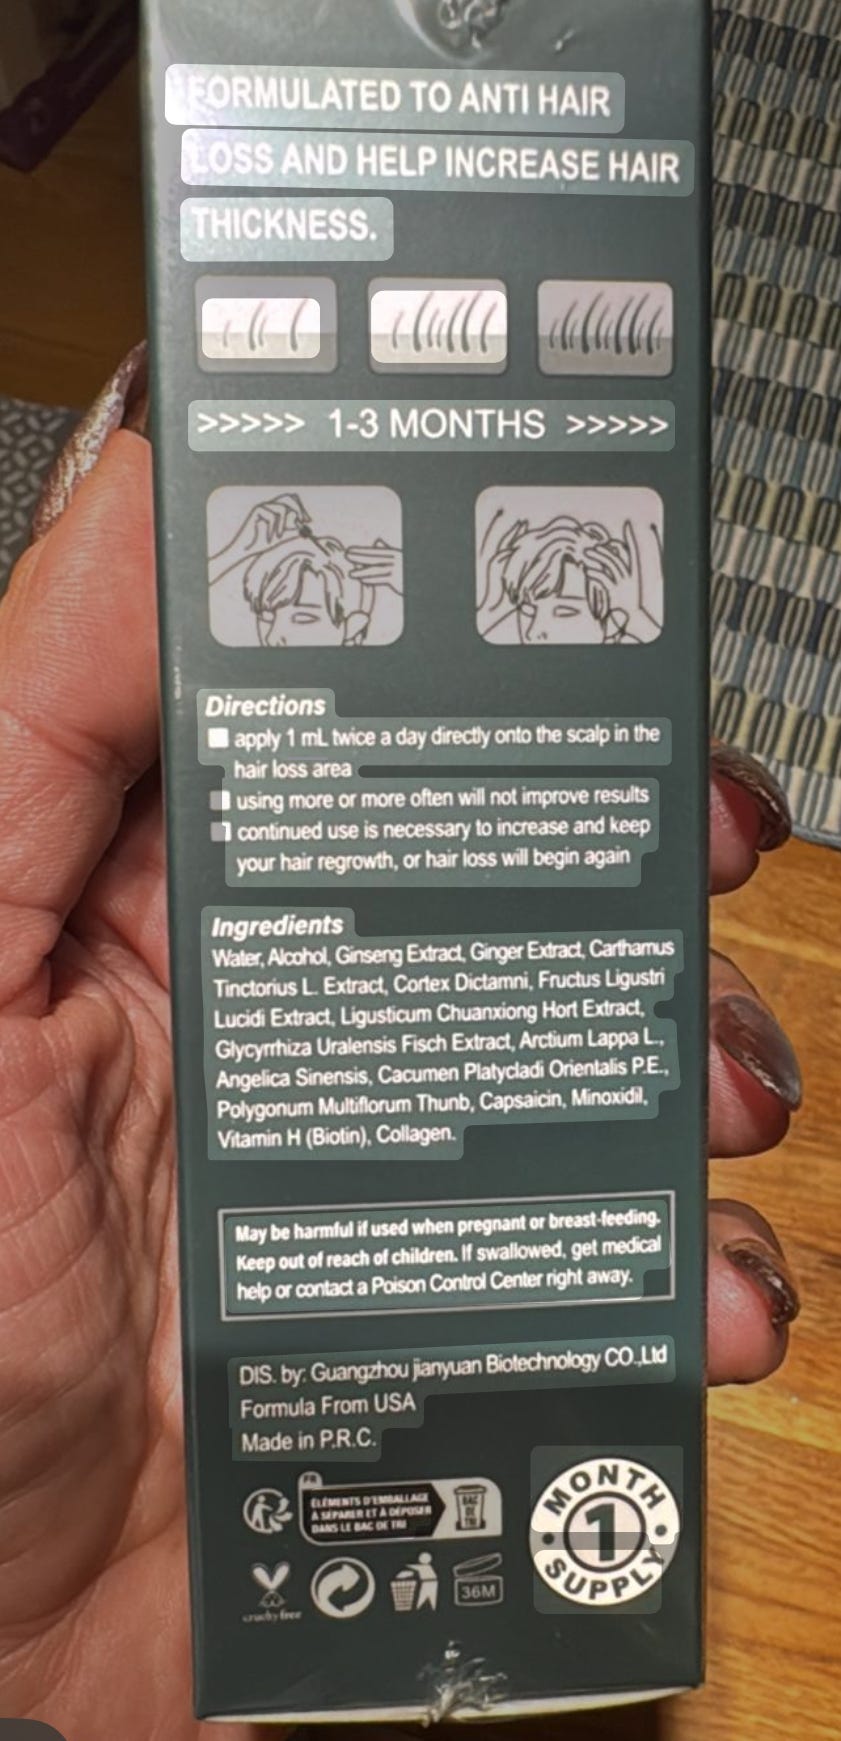 FORMULATED TO ANTI HAIR
LOSS AND HELP INCREASE HAIR
THICKNESS.
>>>>> 1-3 MONTHS >>>>>
Directions
apply 1 mL twice a day directly onto the scalp in the
hair loss area
using more or more often will not improve results
continued use is necessary to increase and keep
your hair regrowth, or hair loss will begin again
Ingredients
Water, Alcohol, Ginseng Extract, Ginger Extract, Carthamus
Tinctorius L. Extract, Cortex Dictamni, Fructus Ligustri
Lucidi Extract, Ligusticum Chuanxiong Hort Extract,
Glycyrrhiza Uralensis Fisch Extract, Arctium Lappa L.,
Angelica Sinensis, Cacumen Platycladi Orientalis P.E.,
Polygonum Multiflorum Thunb, Capsaicin, Minoxidil,
Vitamin H (Biotin), Collagen.
May be harmful if used when pregnant or breast-feeding.
Keep out of reach of children. If swallowed, get medical
help or contact a Poison Control Center right away.
DIS. by: Guangzhou jianyuan Biotechnology CO.,Ltd
Formula From USA
Made in P.R.C.
FR
ÉLÉMENTS D'EMBALLAGE
À SÉPARER ET À DÉPOSER
DANS LE BAC DE TRI
BAC
DE
TRI
cruelty free
36M
MONTH
1
SUPPLY